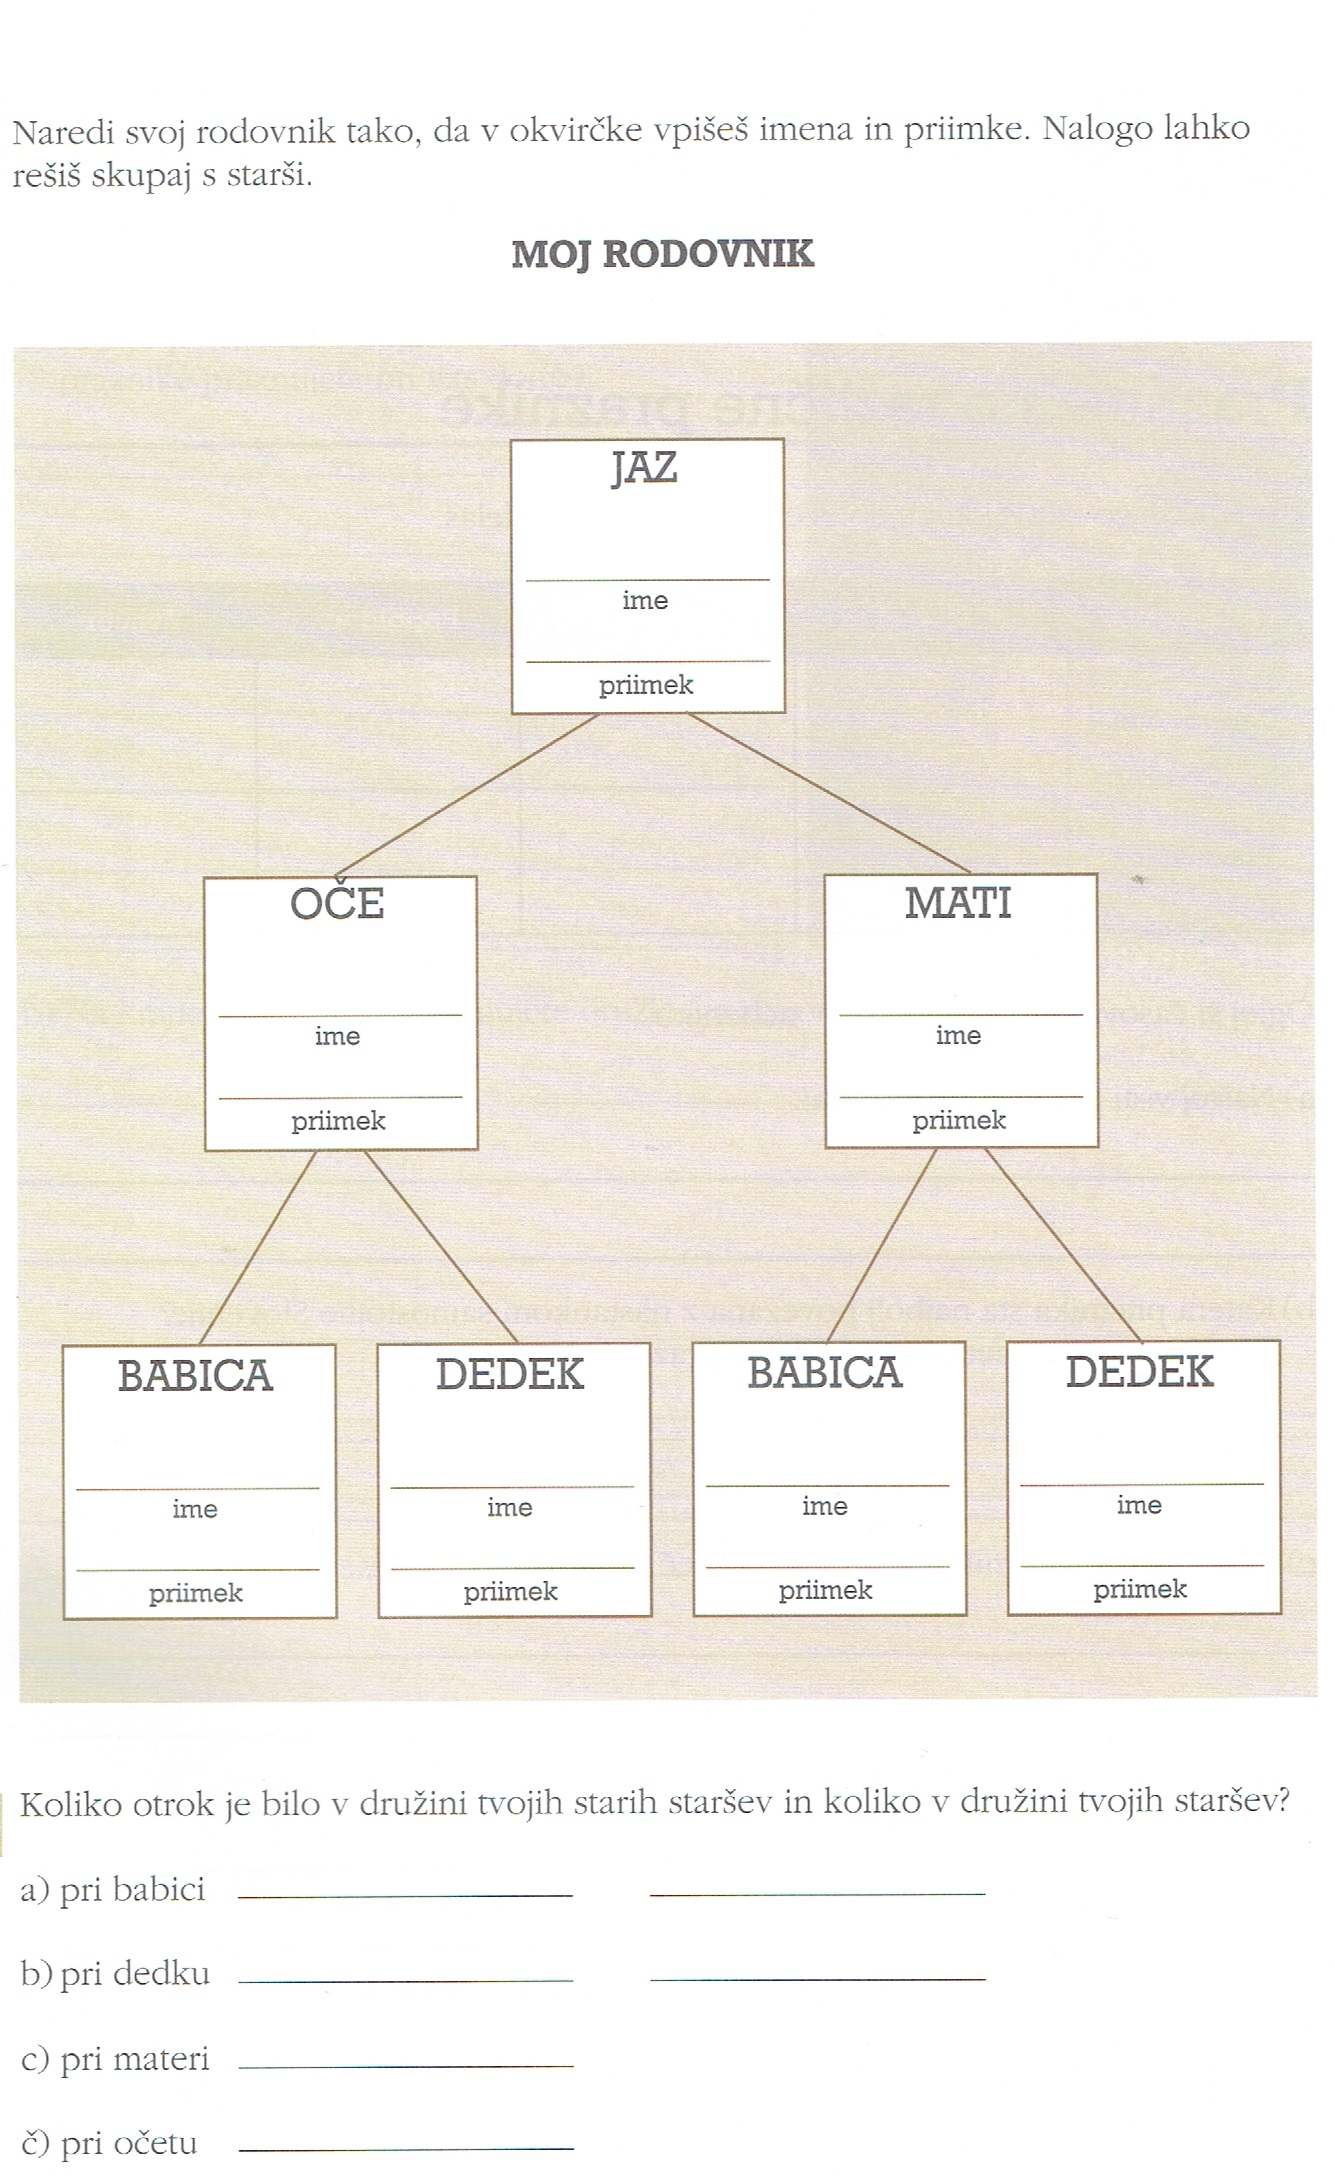 Naredi svoj rodovnik tako, da v okvirčke vpišeš imena in priimke. Nalogo lahko
rešiš skupaj s starši.
MOJ RODOVNIK
JAZ
ime
priimek
OČE
ime
priimek
MATI
ime
priimek
BABICA
ime
priimek
DEDEK
ime
priimek
BABICA
ime
priimek
DEDEK
ime
priimek
Koliko otrok je bilo v družini tvojih starih staršev in koliko v družini tvojih staršev?
a) pri babici
b) pri dedku
c) pri materi
č) pri očetu